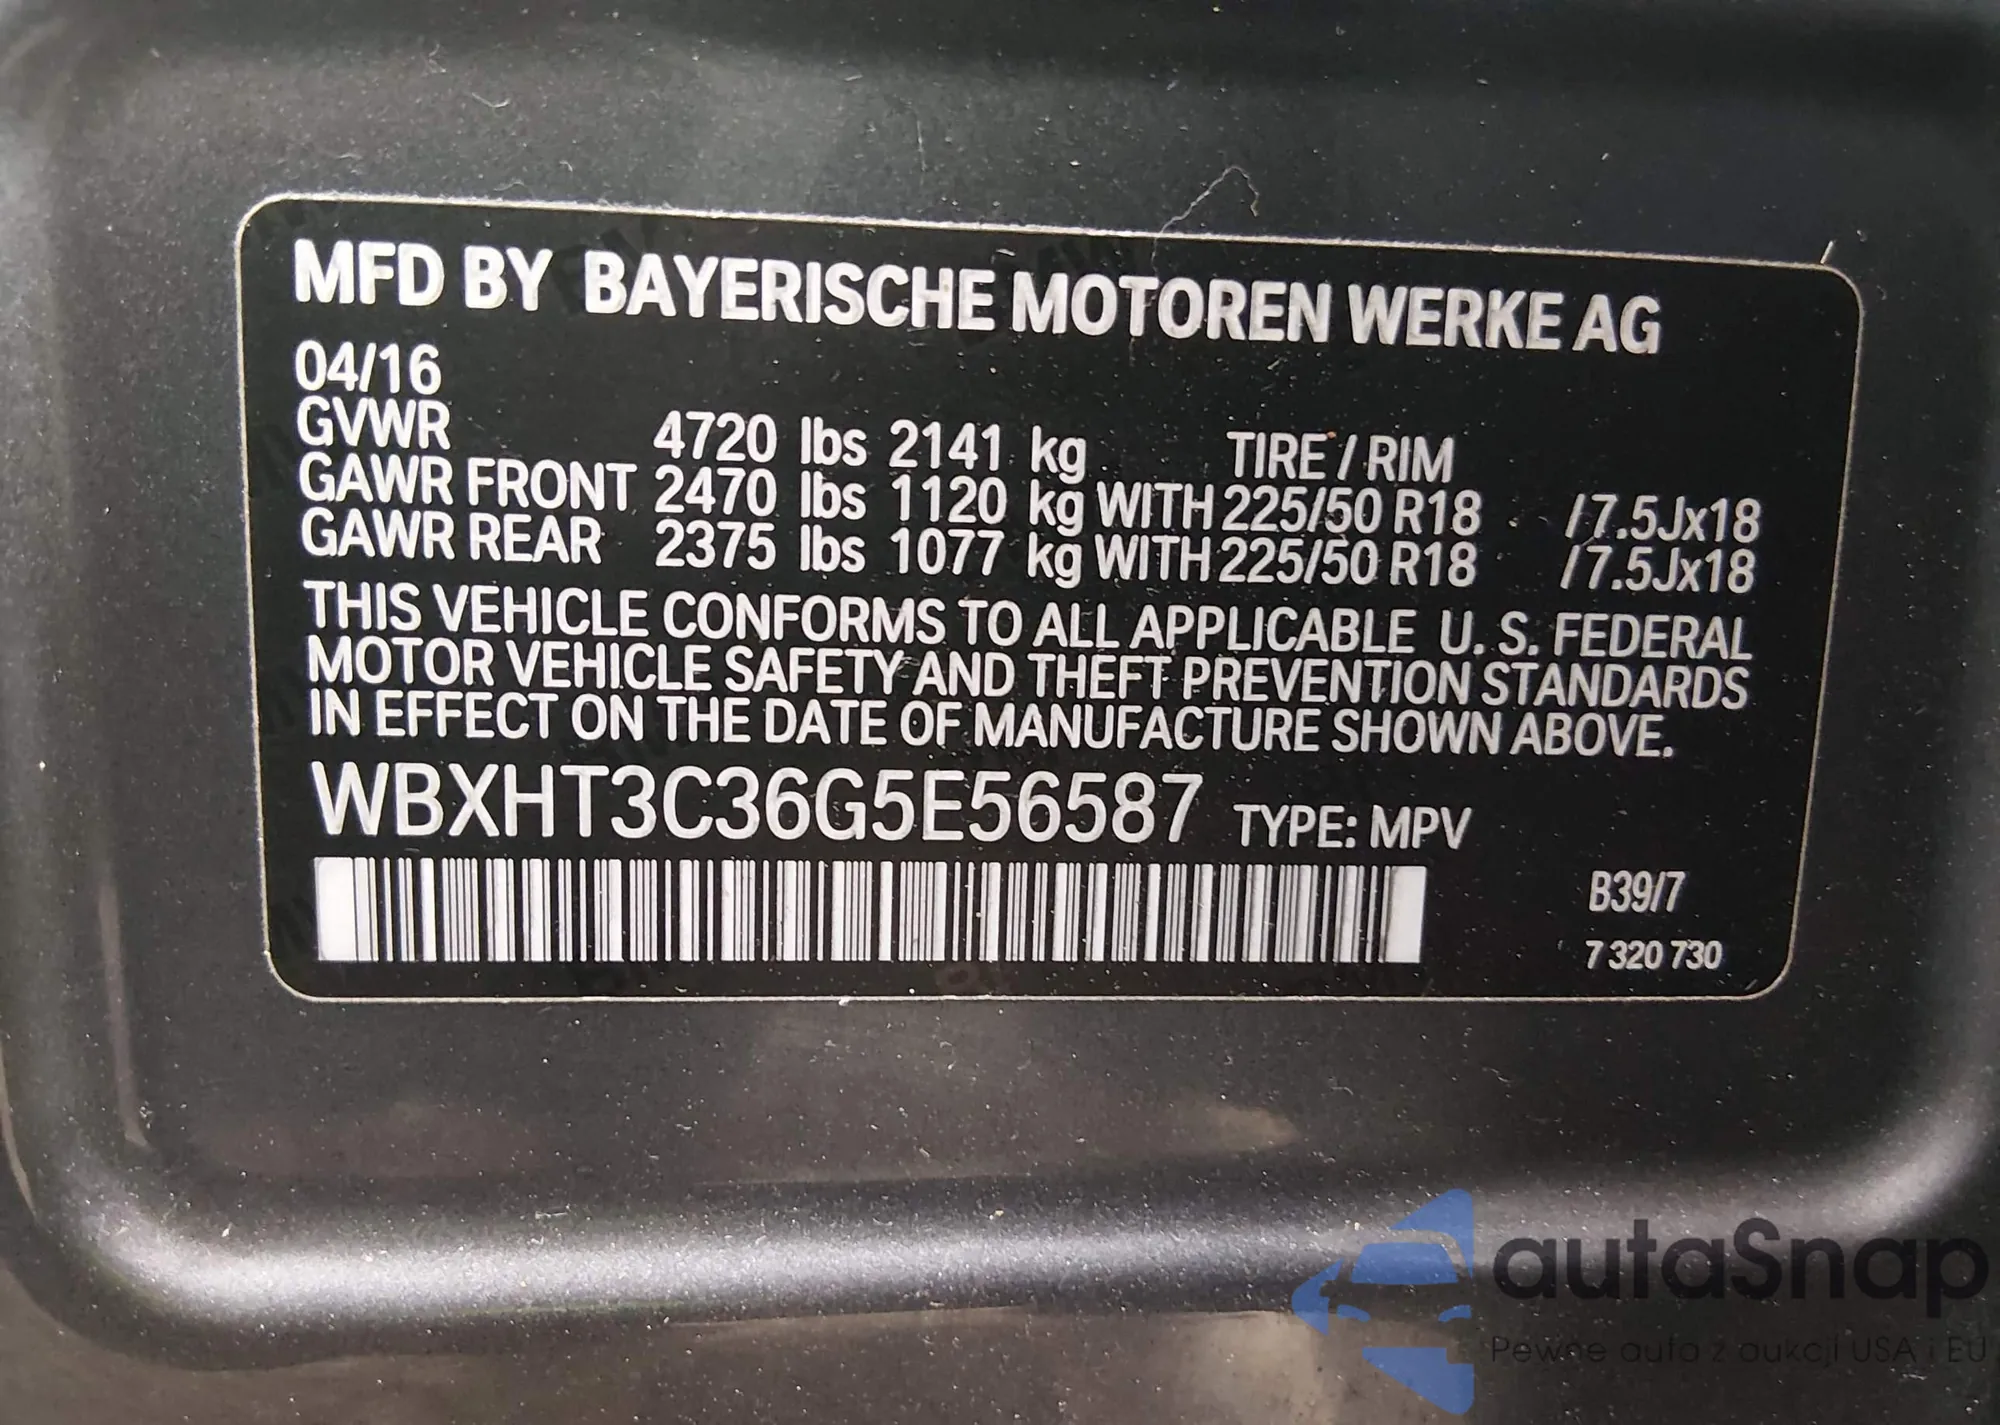 MFD BY BAYERISCHE MOTOREN WERKE AG
04/16
GVWR 4720 lbs 2141 kg TIRE / RIM
GAWR FRONT 2470 lbs 1120 kg WITH 225/50 R18 /7.5Jx18
GAWR REAR 2375 lbs 1077 kg WITH 225/50 R18 /7.5Jx18
THIS VEHICLE CONFORMS TO ALL APPLICABLE U. S. FEDERAL
MOTOR VEHICLE SAFETY AND THEFT PREVENTION STANDARDS
IN EFFECT ON THE DATE OF MANUFACTURE SHOWN ABOVE.
WBXHT3C36G5E56587 TYPE: MPV
B39/7
7 320 730
autaSnap
Pewne auta z aukcji USA i EU